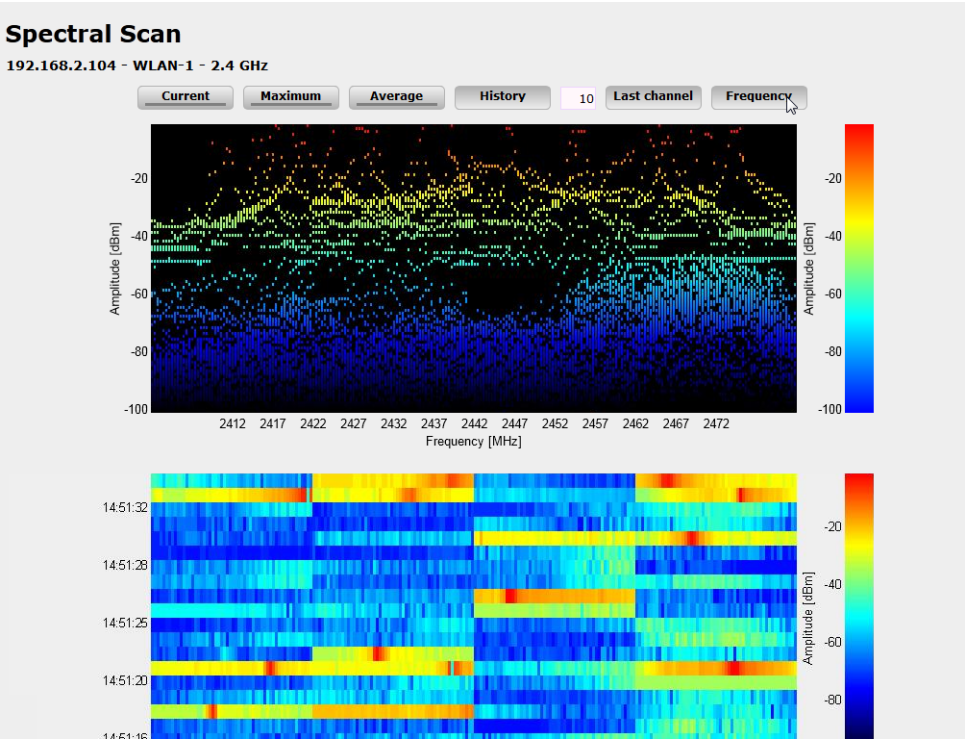 Spectral Scan
192.168.2.104 - WLAN-1 - 2.4 GHz
Current Maximum Average History 10 Last channel Frequency
-20 -20
-40 -40
-60 -60
-80 -80
-100 -100
Amplitude [dBm] Amplitude [dBm]
2412 2417 2422 2427 2432 2437 2442 2447 2452 2457 2462 2467 2472
Frequency [MHz]
14:51:32
-20
14:51:28
-40
14:51:25
-60
14:51:20
-80
14:51:16
Amplitude [dBm]